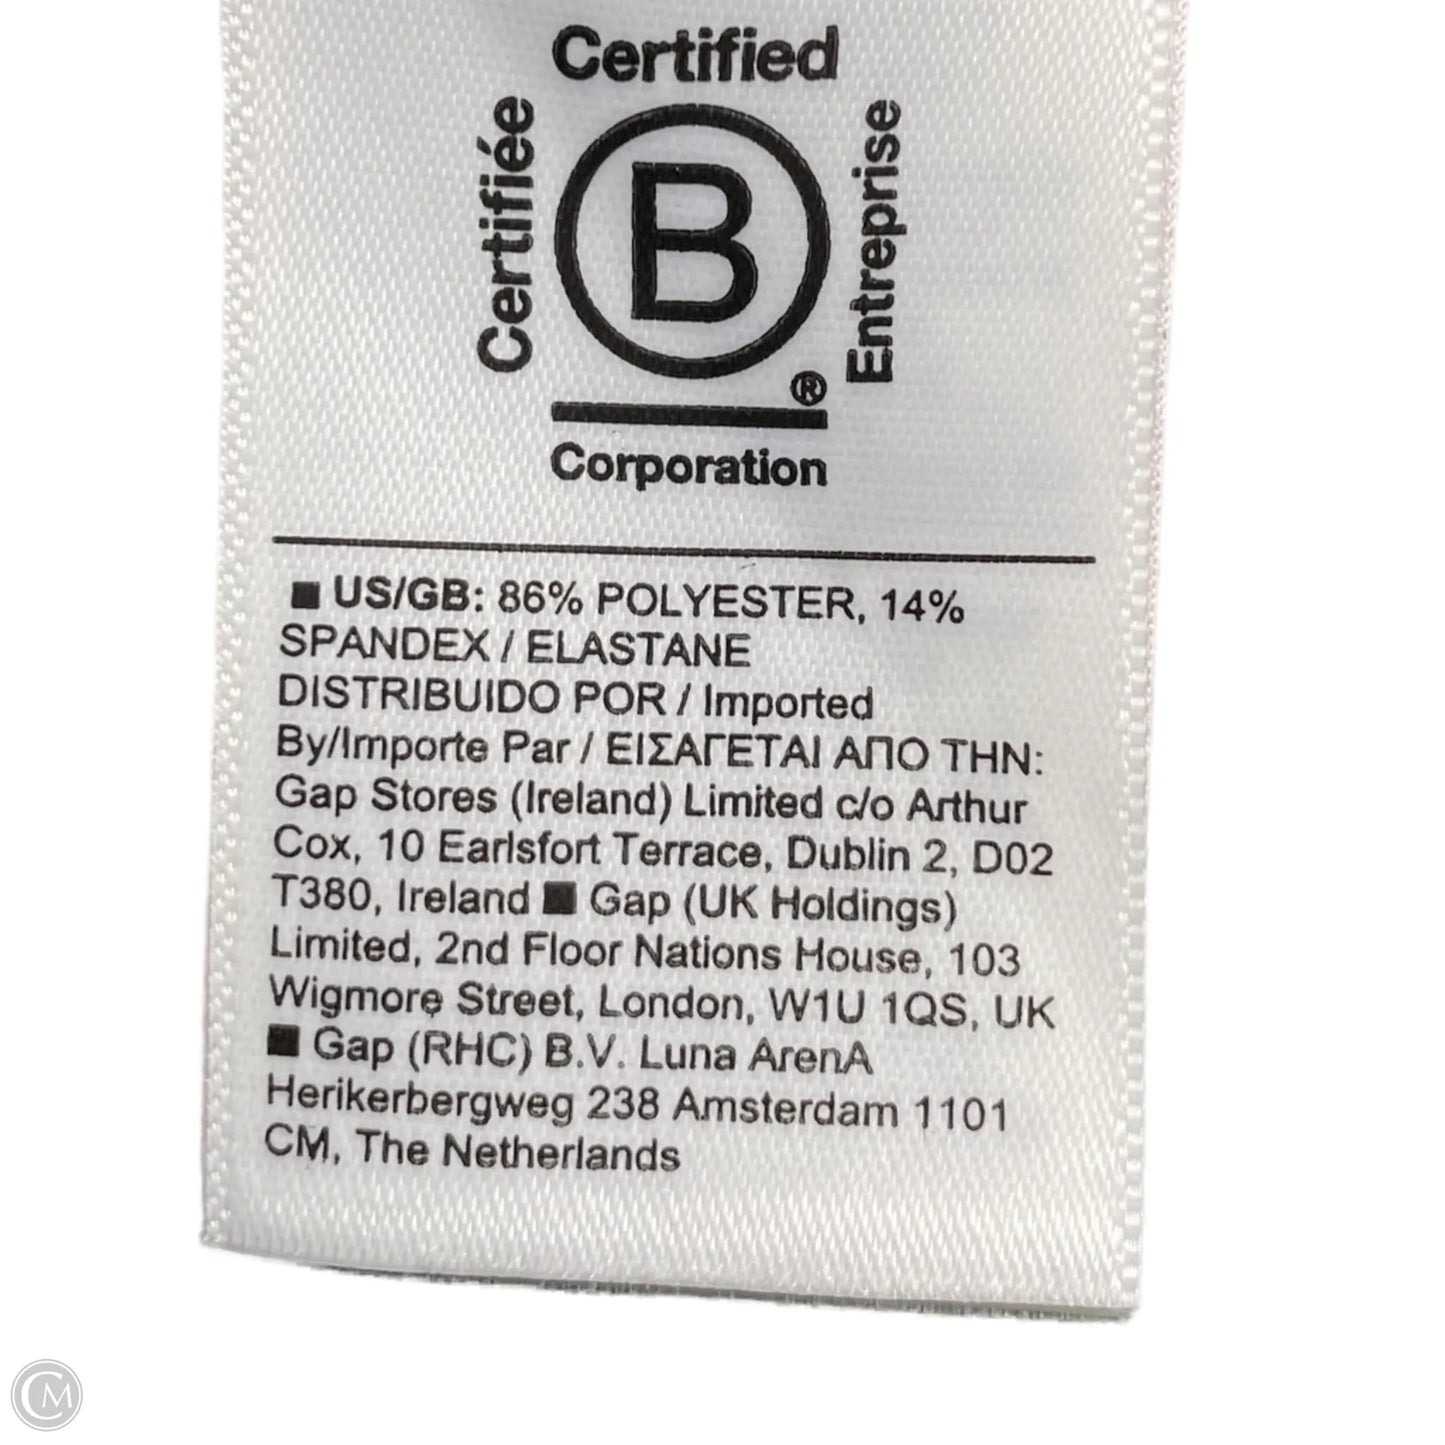 Certified
Certifiée
B
®
Entreprise
Corporation
■ US/GB: 86% POLYESTER, 14%
SPANDEX / ELASTANE
DISTRIBUIDO POR / Imported
By/Importe Par / ΕΙΣΑΓΕΤΑΙ ΑΠΟ ΤΗΝ:
Gap Stores (Ireland) Limited c/o Arthur
Cox, 10 Earlsfort Terrace, Dublin 2, D02
T380, Ireland ■ Gap (UK Holdings)
Limited, 2nd Floor Nations House, 103
Wigmore Street, London, W1U 1QS, UK
■ Gap (RHC) B.V. Luna ArenA
Herikerbergweg 238 Amsterdam 1101
CM, The Netherlands
CM